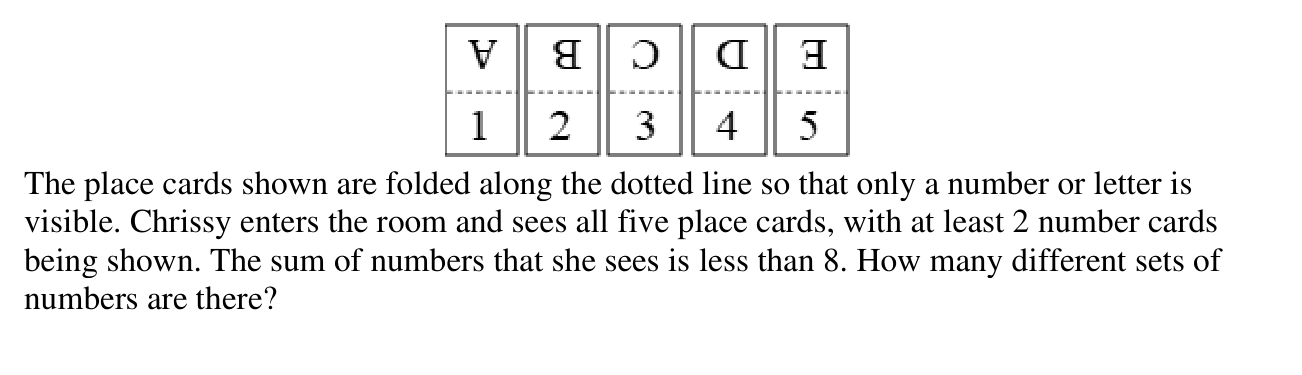 A B C D E
1 2 3 4 5
The place cards shown are folded along the dotted line so that only a number or letter is
visible. Chrissy enters the room and sees all five place cards, with at least 2 number cards
being shown. The sum of numbers that she sees is less than 8. How many different sets of
numbers are there?